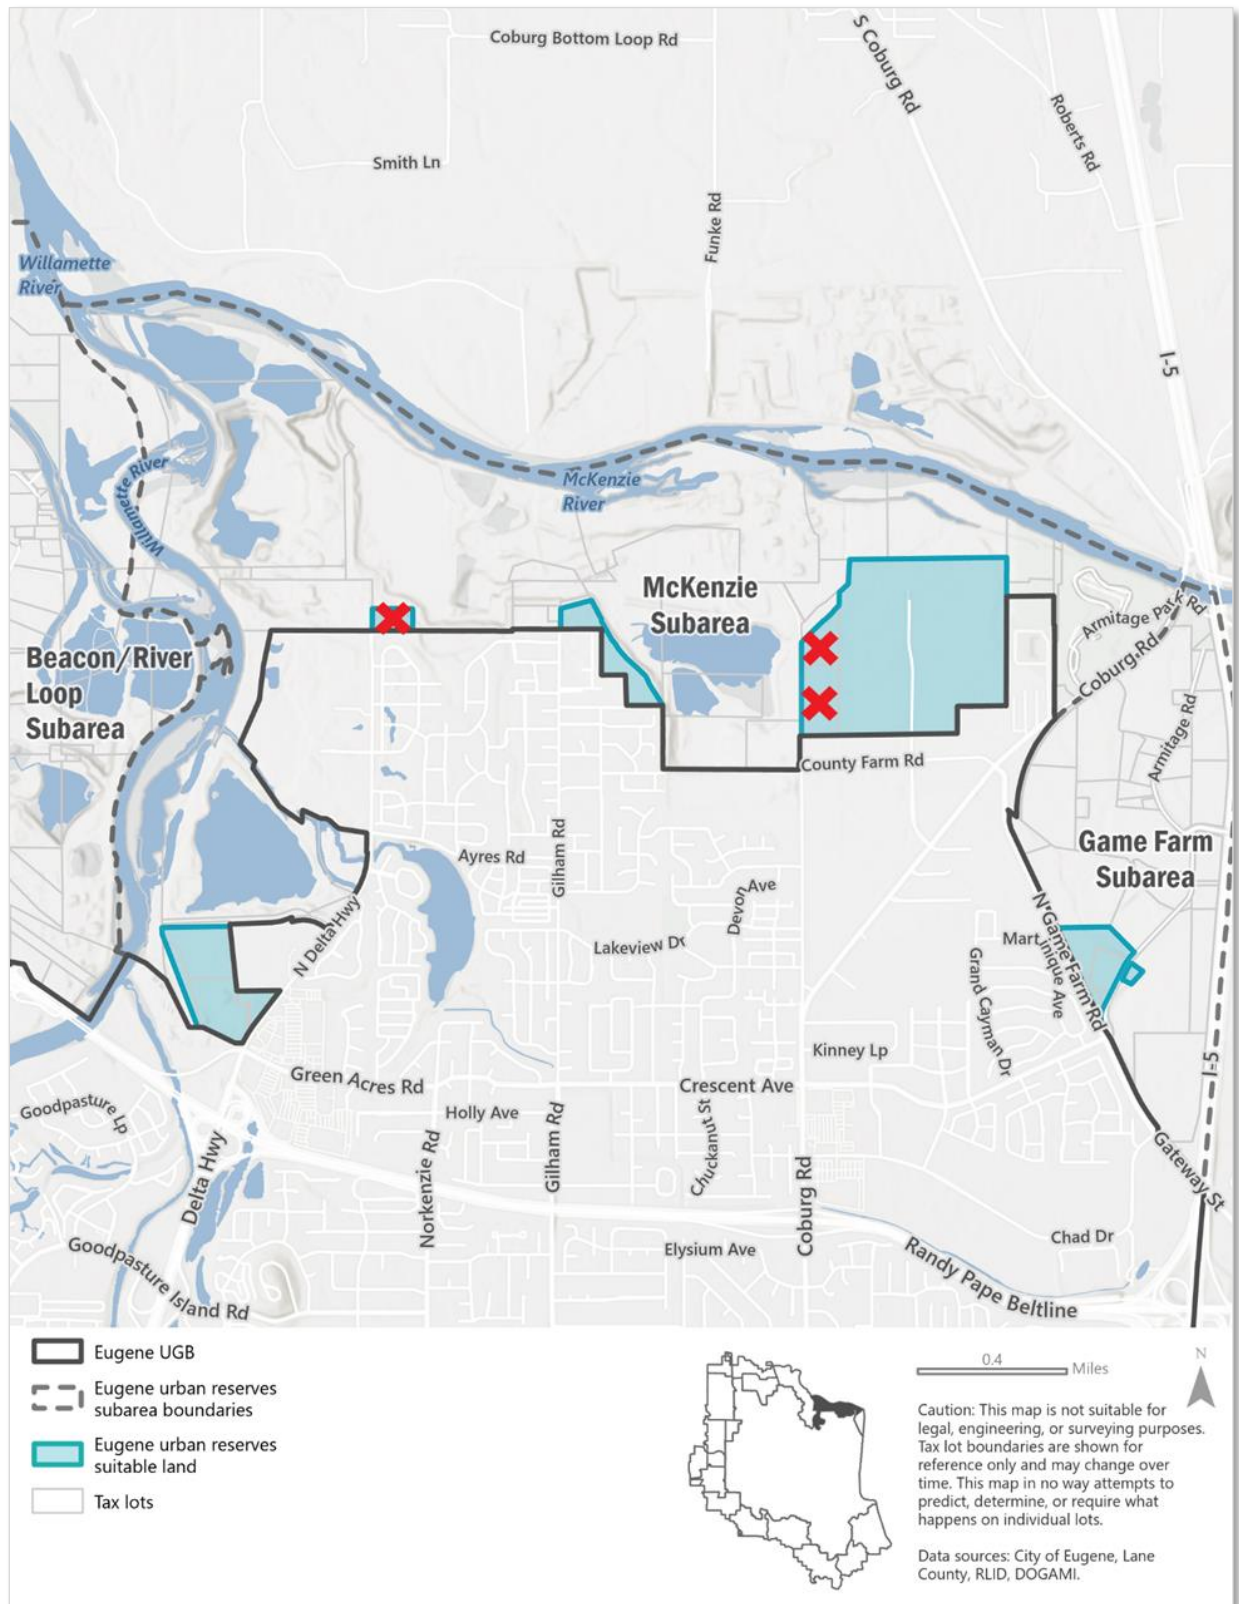 Coburg Bottom Loop Rd
S Coburg Rd
Roberts Rd
Smith Ln
Funke Rd
Willamette
River
I-5
McKenzie
River
Willamette River
McKenzie
Subarea
Armitage Park Rd
Coburg Rd
Beacon/River
Loop
Subarea
Armitage Rd
County Farm Rd
Game Farm
Subarea
Ayres Rd
Gilham Rd
Devon Ave
N Delta Hwy
Lakeview Dr
N Game Farm Rd
Martinique Ave
Grand Cayman Dr
Kinney Lp
I-5
Green Acres Rd
Crescent Ave
Goodpasture Lp
Holly Ave
Chuckanut St
Gilham Rd
Delta Hwy
Norkenzie Rd
Coburg Rd
Gateway St
Elysium Ave
Chad Dr
Goodpasture Island Rd
Randy Pape Beltline
Eugene UGB
Eugene urban reserves
subarea boundaries
Eugene urban reserves
suitable land
Tax lots
0.4
Miles
N
Caution: This map is not suitable for
legal, engineering, or surveying purposes.
Tax lot boundaries are shown for
reference only and may change over
time. This map in no way attempts to
predict, determine, or require what
happens on individual lots.
Data sources: City of Eugene, Lane
County, RLID, DOGAMI.